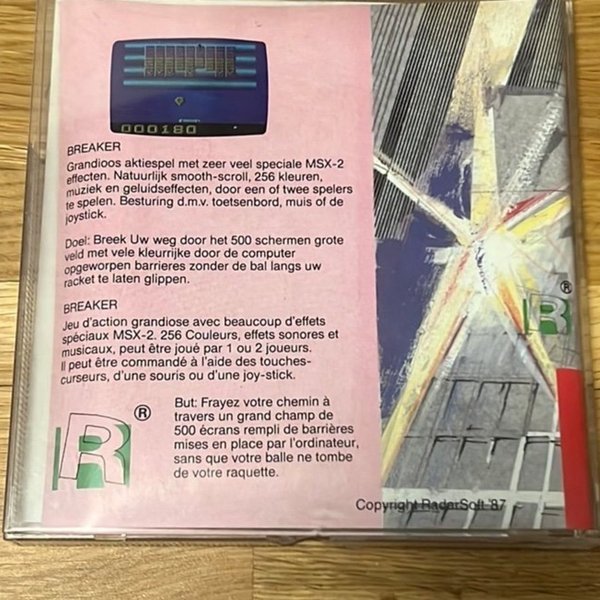 000180
BREAKER
Grandioos aktiespel met zeer veel speciale MSX-2
effecten. Natuurlijk smooth-scroll, 256 kleuren,
muziek en geluidseffecten, door een of twee spelers
te spelen. Besturing d.m.v. toetsenbord, muis of de
joystick.
Doel: Breek Uw weg door het 500 schermen grote
veld met vele kleurrijke door de computer
opgeworpen barrieres zonder de bal langs uw
racket te laten glippen.
BREAKER
Jeu d'action grandiose avec beaucoup d'effets
spéciaux MSX-2. 256 Couleurs, effets sonores et
musicaux, peut être joué par 1 ou 2 joueurs.
Il peut être commandé à l'aide des touches-
curseurs, d'une souris ou d'une joy-stick.
But: Frayez votre chemin à
travers un grand champ de
500 écrans rempli de barrières
mises en place par l'ordinateur,
sans que votre balle ne tombe
de votre raquette.
R®
R®
Copyright RadarSoft '87